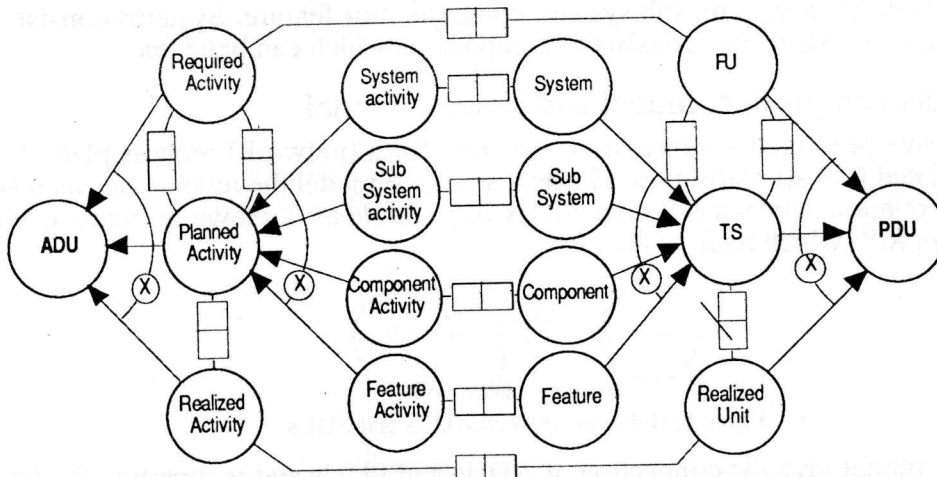 Required
Activity
System
activity
System
FU
Sub
System
activity
Sub
System
ADU
Planned
Activity
TS
PDU
X
X
X
X
Component
Activity
Component
Realized
Activity
Feature
Activity
Feature
Realized
Unit